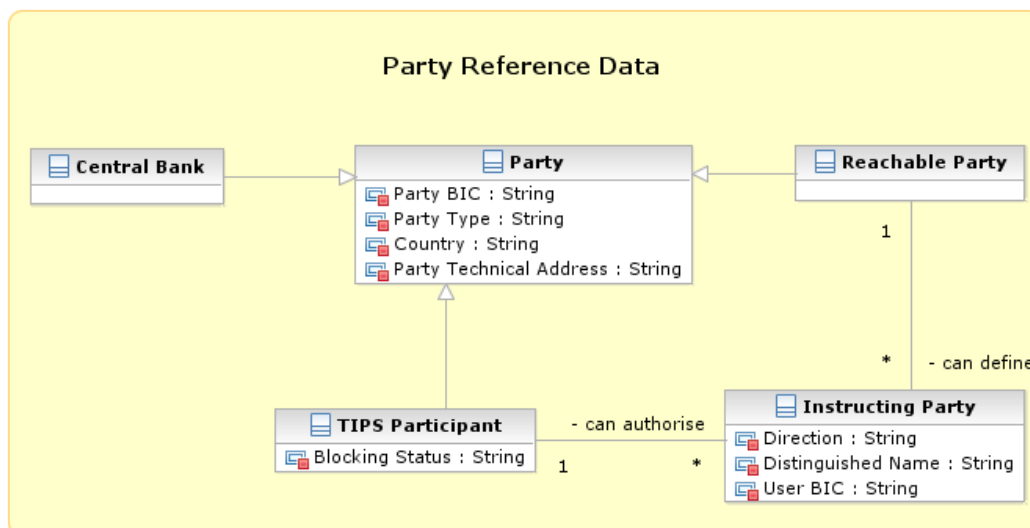 Party Reference Data
Central Bank
Party
Party BIC : String
Party Type : String
Country : String
Party Technical Address : String
Reachable Party
1
*
- can define
TIPS Participant
Blocking Status : String
- can authorise
1
*
Instructing Party
Direction : String
Distinguished Name : String
User BIC : String